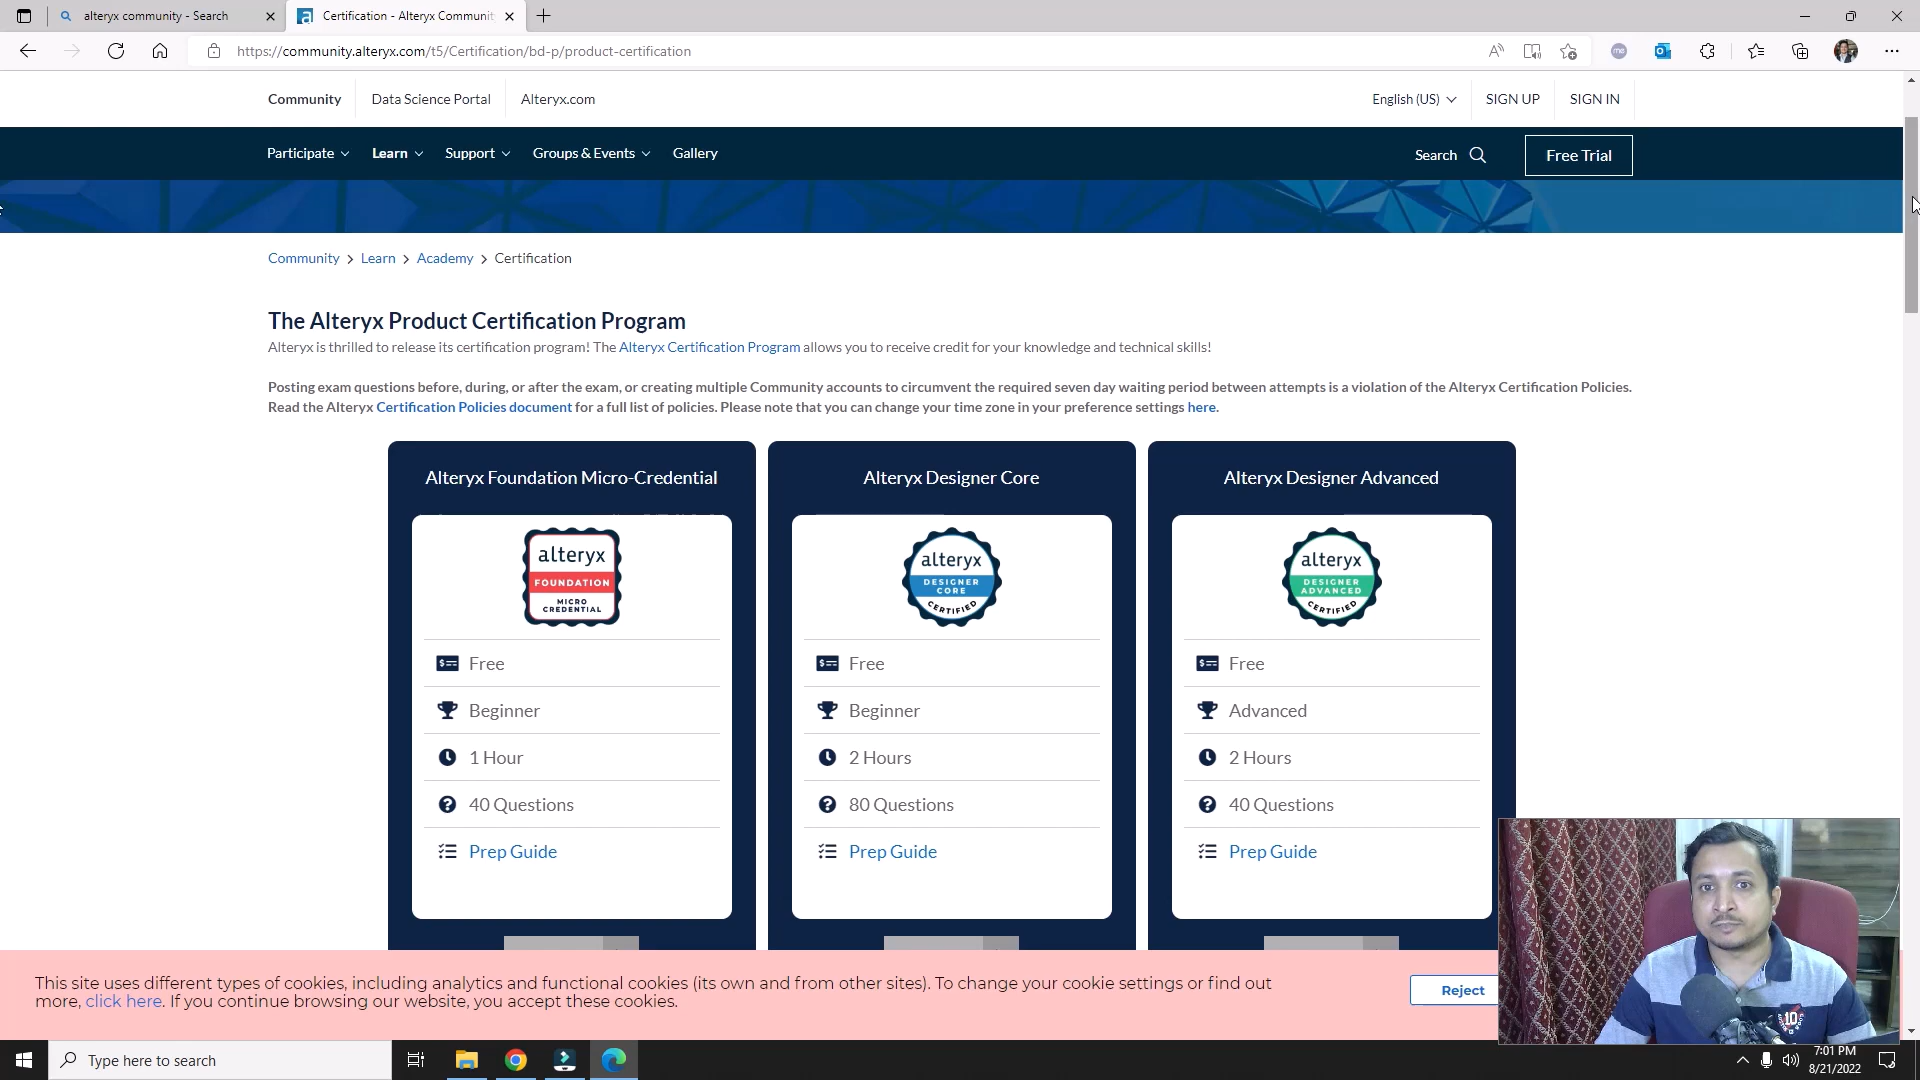 alteryx community - Search
Certification - Alteryx Communit
https://community.alteryx.com/t5/Certification/bd-p/product-certification
Community Data Science Portal Alteryx.com English (US) SIGN UP SIGN IN
Participate Learn Support Groups & Events Gallery Search Free Trial
Community > Learn > Academy > Certification
The Alteryx Product Certification Program
Alteryx is thrilled to release its certification program! The Alteryx Certification Program allows you to receive credit for your knowledge and technical skills!
Posting exam questions before, during, or after the exam, or creating multiple Community accounts to circumvent the required seven day waiting period between attempts is a violation of the Alteryx Certification Policies.
Read the Alteryx Certification Policies document for a full list of policies. Please note that you can change your time zone in your preference settings here.
Alteryx Foundation Micro-Credential
alteryx
FOUNDATION
MICRO
CREDENTIAL
Free
Beginner
1 Hour
40 Questions
Prep Guide
Alteryx Designer Core
alteryx
DESIGNER
CORE
CERTIFIED
Free
Beginner
2 Hours
80 Questions
Prep Guide
Alteryx Designer Advanced
alteryx
DESIGNER
ADVANCED
CERTIFIED
Free
Advanced
2 Hours
40 Questions
Prep Guide
This site uses different types of cookies, including analytics and functional cookies (its own and from other sites). To change your cookie settings or find out
more, click here. If you continue browsing our website, you accept these cookies.
Reject
10
Type here to search
7:01 PM
8/21/2022